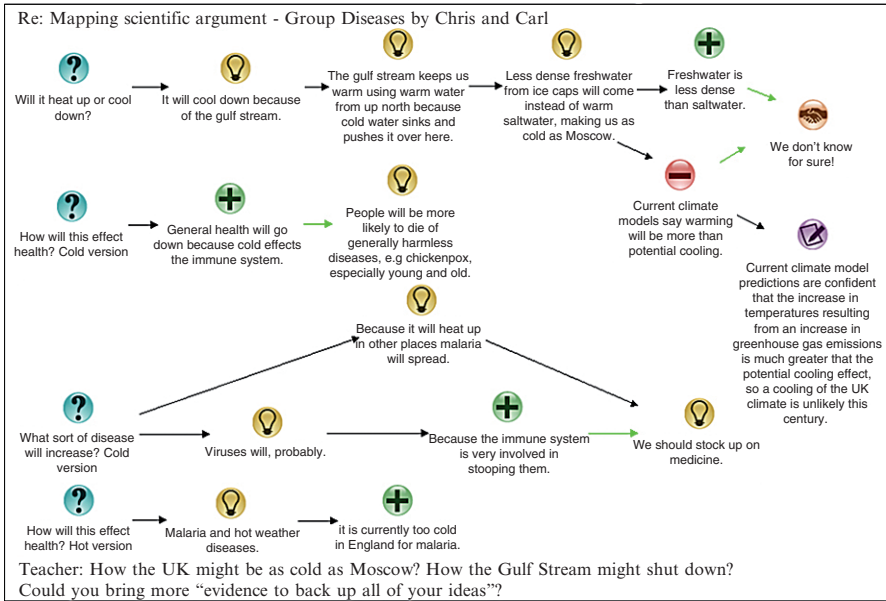 Re: Mapping scientific argument - Group Diseases by Chris and Carl
Will it heat up or cool
down?
It will cool down because
of the gulf stream.
The gulf stream keeps us
warm using warm water
from up north because
cold water sinks and
pushes it over here.
Less dense freshwater
from ice caps will come
instead of warm
saltwater, making us as
cold as Moscow.
Freshwater is
less dense
than saltwater.
We don't know
for sure!
Current climate
models say warming
will be more than
potential cooling.
Current climate model
predictions are confident
that the increase in
temperatures resulting
from an increase in
greenhouse gas emissions
is much greater that the
potential cooling effect,
so a cooling of the UK
climate is unlikely this
century.
How will this effect
health? Cold version
General health will go
down because cold effects
the immune system.
People will be more
likely to die of
generally harmless
diseases, e.g chickenpox,
especially young and old.
Because it will heat up
in other places malaria
will spread.
What sort of disease
will increase? Cold
version
Viruses will, probably.
Because the immune system
is very involved in
stooping them.
We should stock up on
medicine.
How will this effect
health? Hot version
Malaria and hot weather
diseases.
it is currently too cold
in England for malaria.
Teacher: How the UK might be as cold as Moscow? How the Gulf Stream might shut down?
Could you bring more “evidence to back up all of your ideas”?